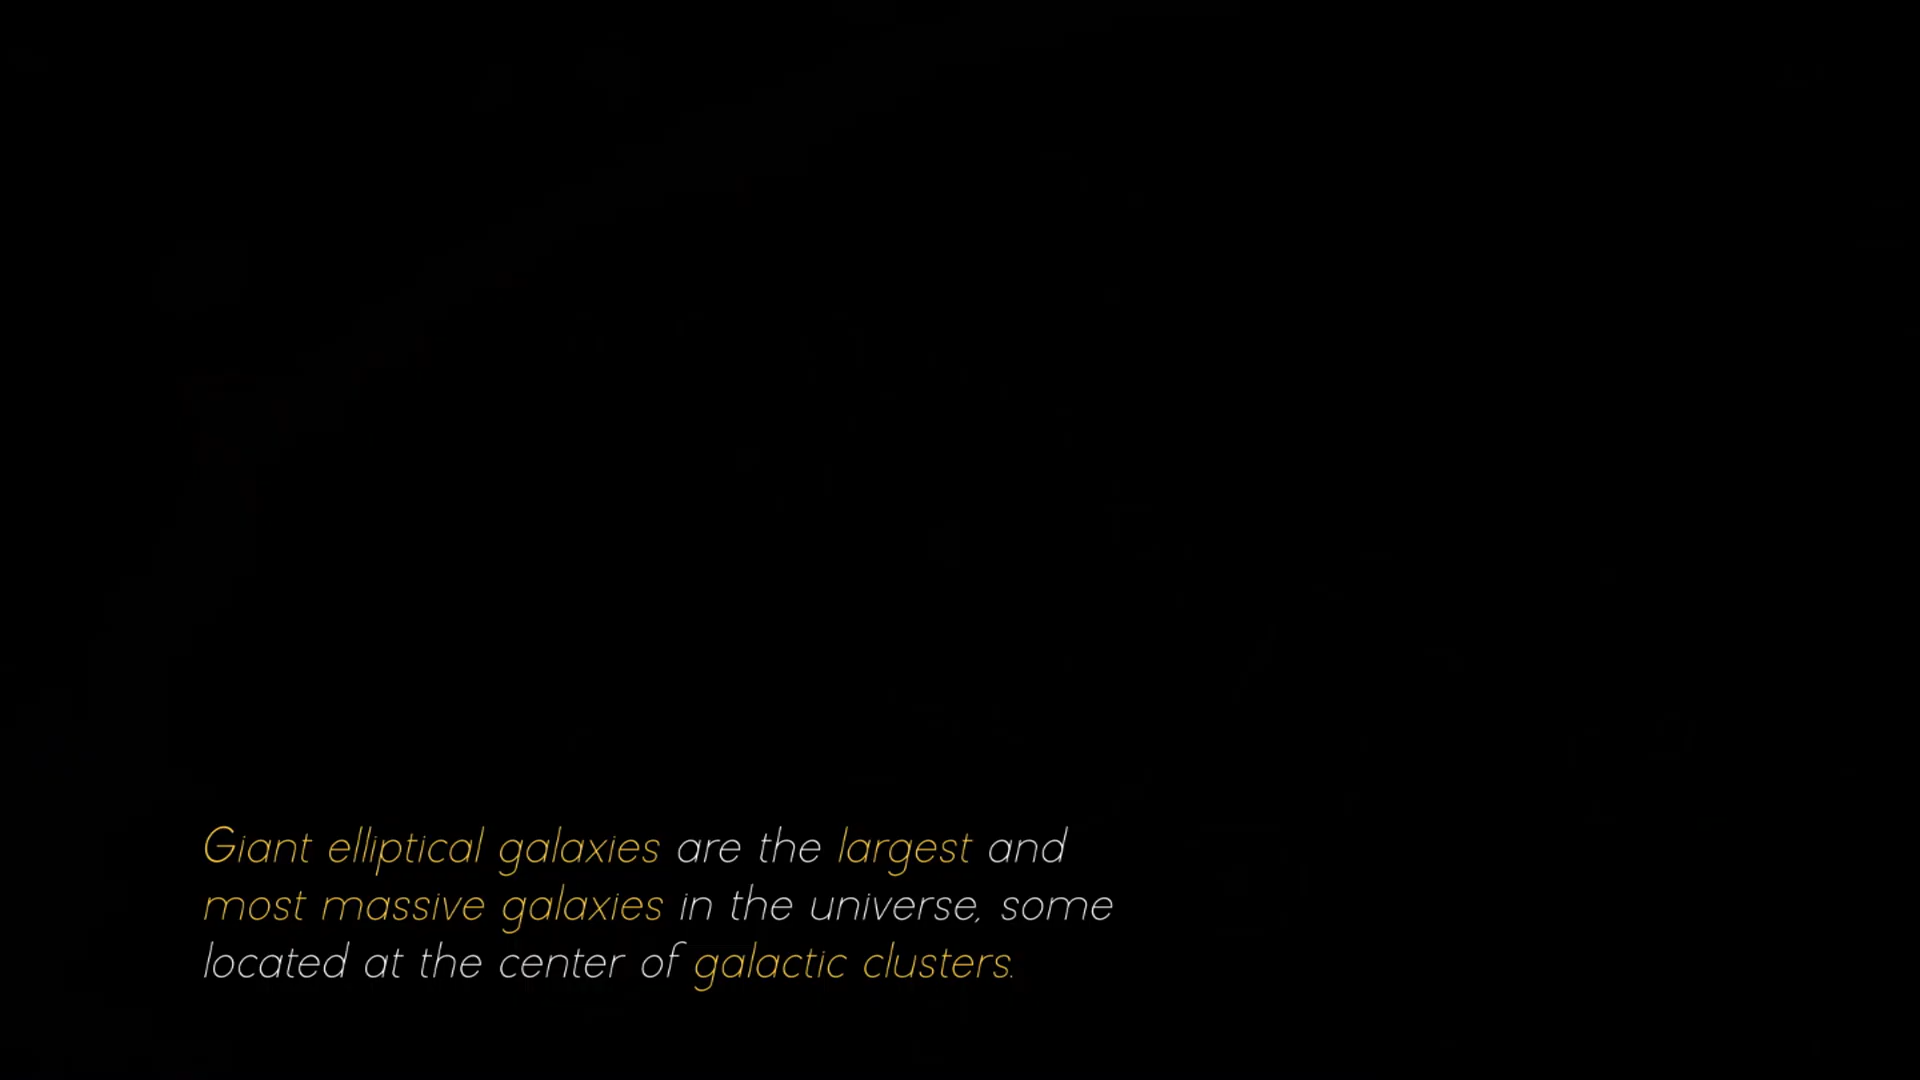 Giant elliptical galaxies are the largest and
most massive galaxies in the universe, some
located at the center of galactic clusters.